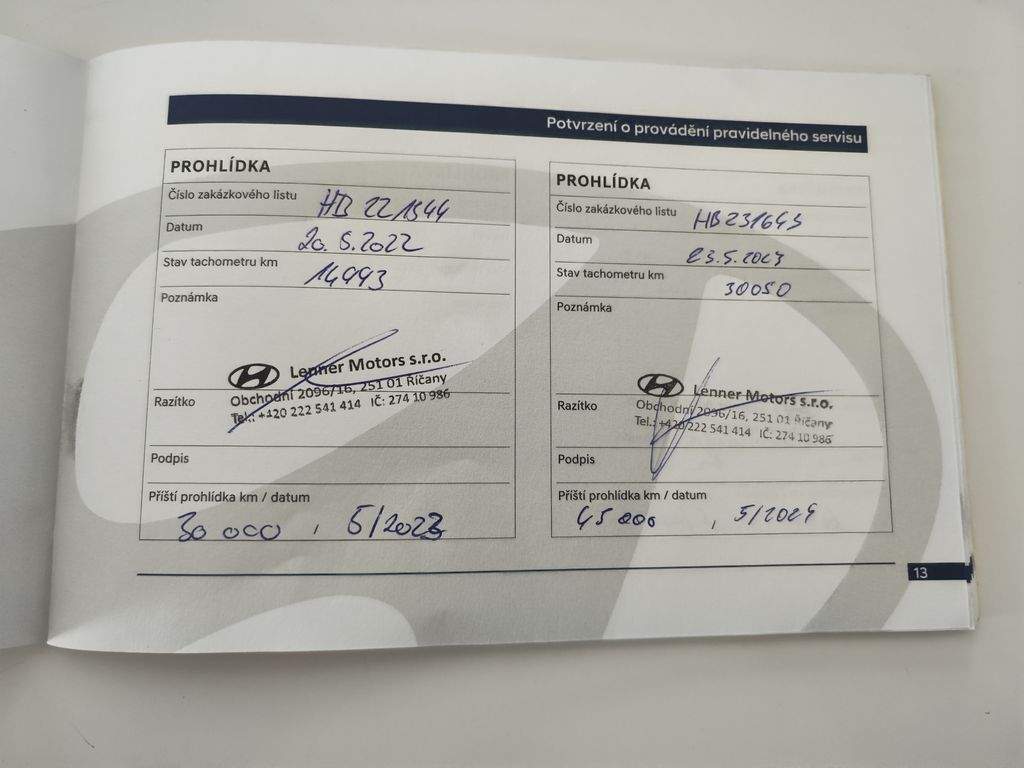 Potvrzení o provádění pravidelného servisu
PROHLÍDKA
Číslo zakázkového listu HB 221344
Datum 20. 5. 2022
Stav tachometru km 14993
Poznámka
Lenner Motors s.r.o.
Obchodní 2096/16, 251 01 Říčany
Razítko
Tel.: +420 222 541 414 IČ: 274 10 986
Podpis
Příští prohlídka km / datum
30 000 , 5/2023
PROHLÍDKA
Číslo zakázkového listu HB231643
Datum 23.5.2023
Stav tachometru km 30050
Poznámka
Lenner Motors s.r.o.
Obchodní 2096/16, 251 01 Říčany
Razítko
Tel.: +420 222 541 414 IČ: 274 10 986
Podpis
Příští prohlídka km / datum
45 000 , 5/2024
13